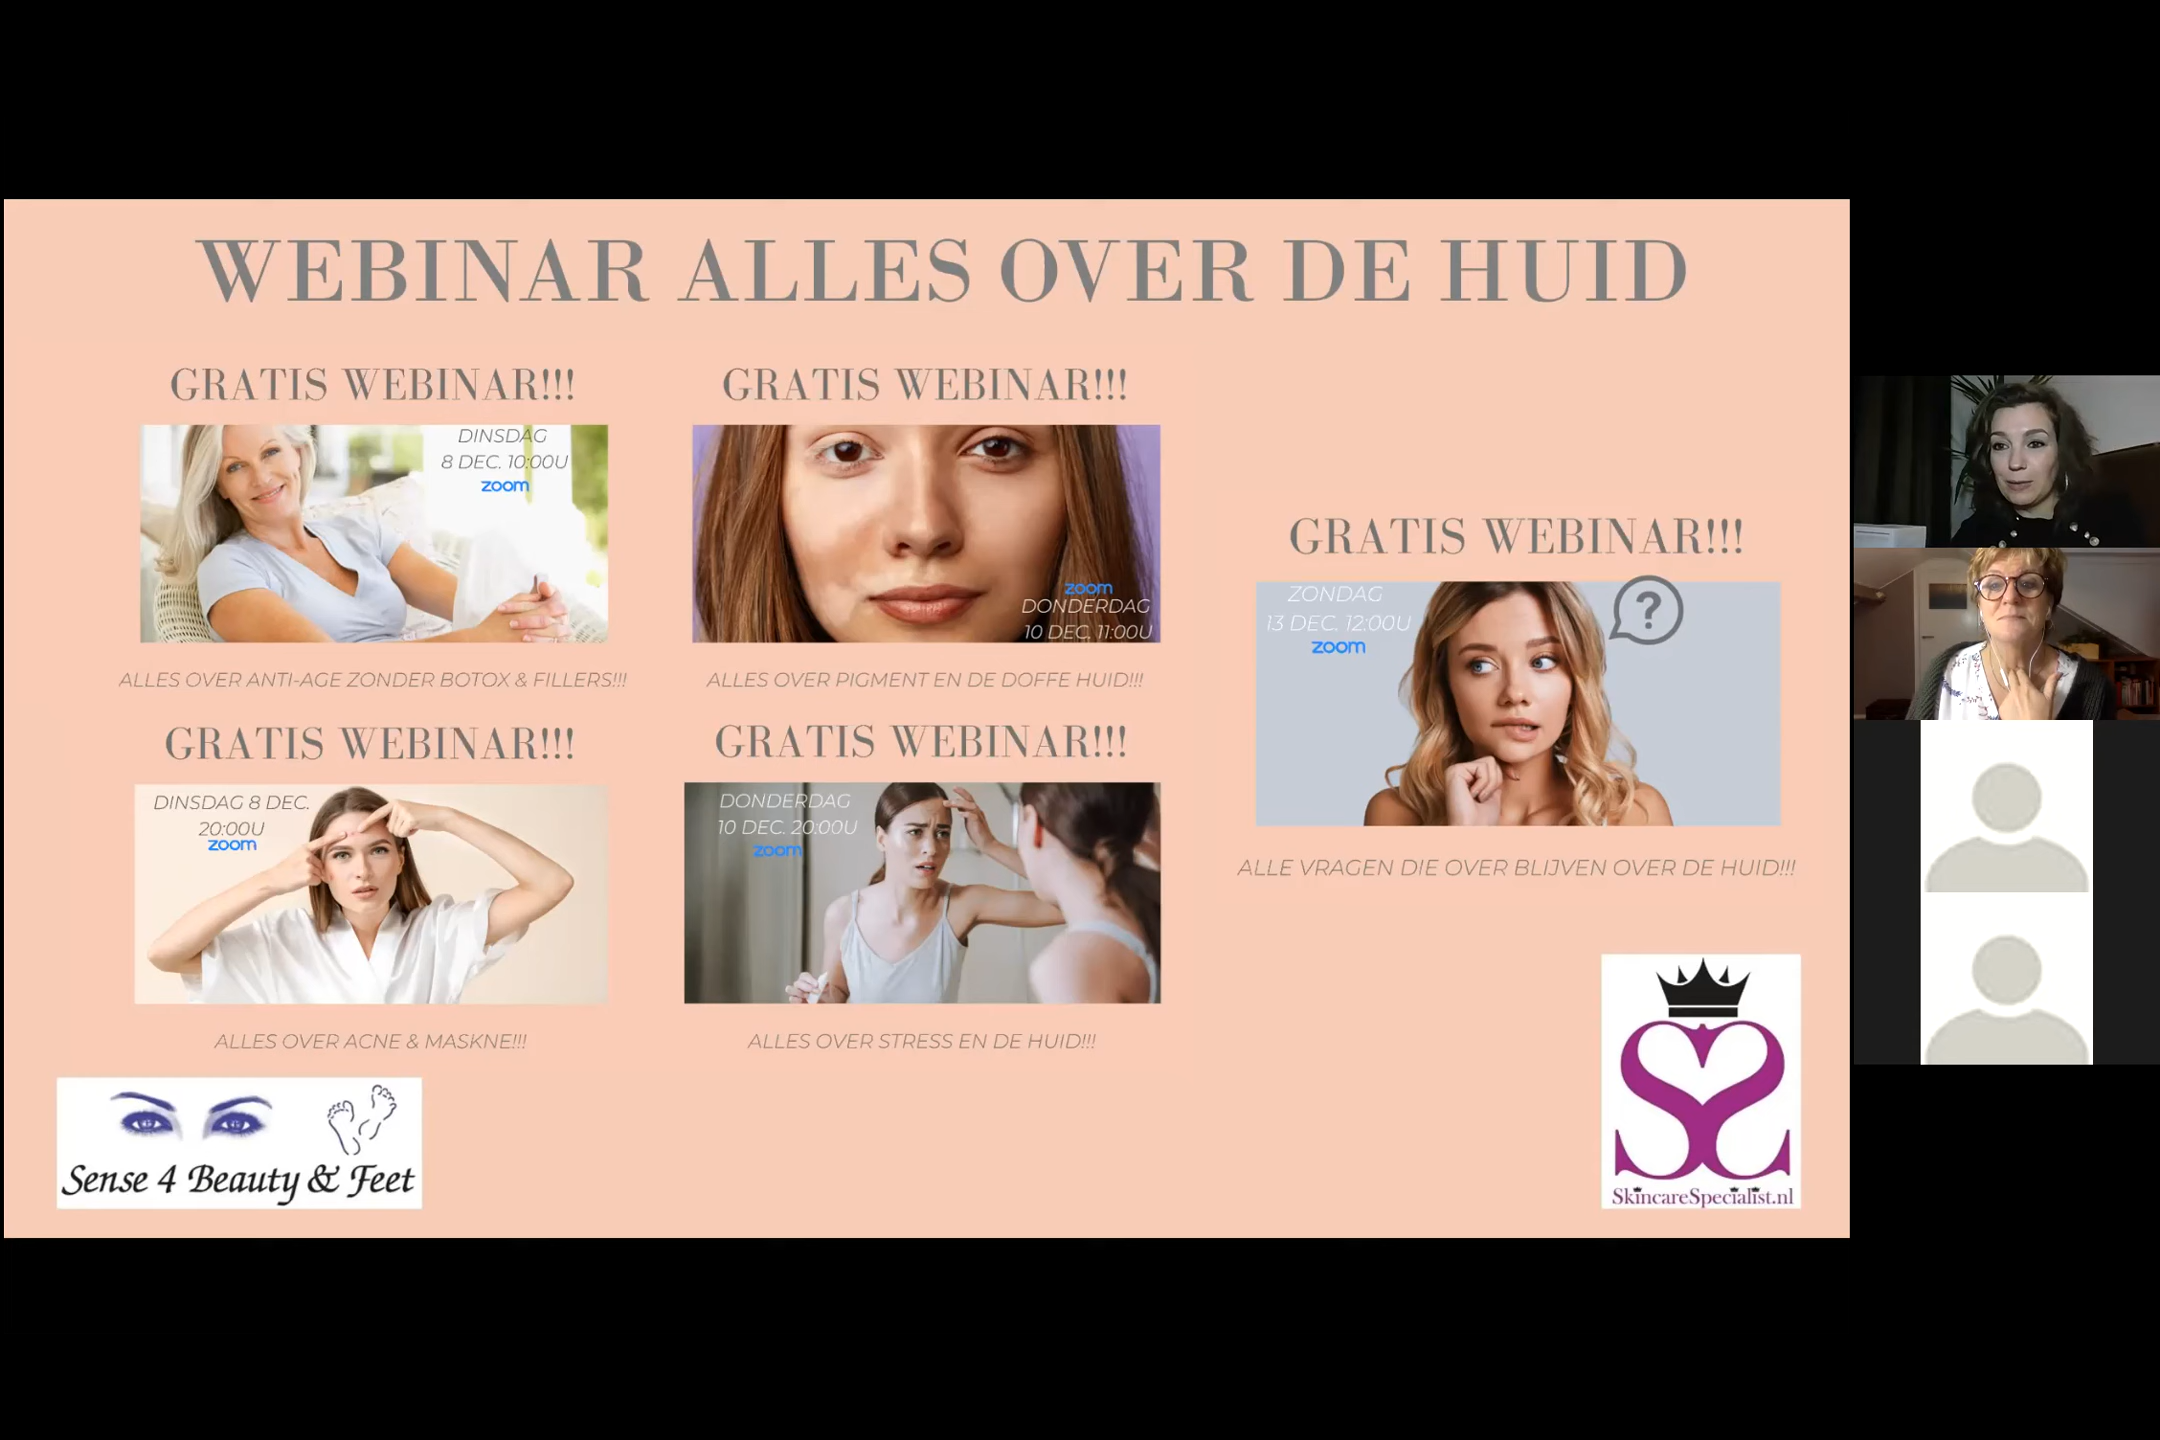 WEBINAR ALLES OVER DE HUID
GRATIS WEBINAR!!!
DINSDAG
8 DEC. 10:00U
zoom
ALLES OVER ANTI-AGE ZONDER BOTOX & FILLERS!!!
GRATIS WEBINAR!!!
zoom
DONDERDAG
10 DEC. 11:00U
ALLES OVER PIGMENT EN DE DOFFE HUID!!!
GRATIS WEBINAR!!!
DINSDAG 8 DEC.
20:00U
zoom
ALLES OVER ACNE & MASKNE!!!
GRATIS WEBINAR!!!
DONDERDAG
10 DEC. 20:00U
zoom
ALLES OVER STRESS EN DE HUID!!!
GRATIS WEBINAR!!!
ZONDAG
13 DEC. 12:00U
zoom
?
ALLE VRAGEN DIE OVER BLIJVEN OVER DE HUID!!!
Sense 4 Beauty & Feet
SkincareSpecialist.nl